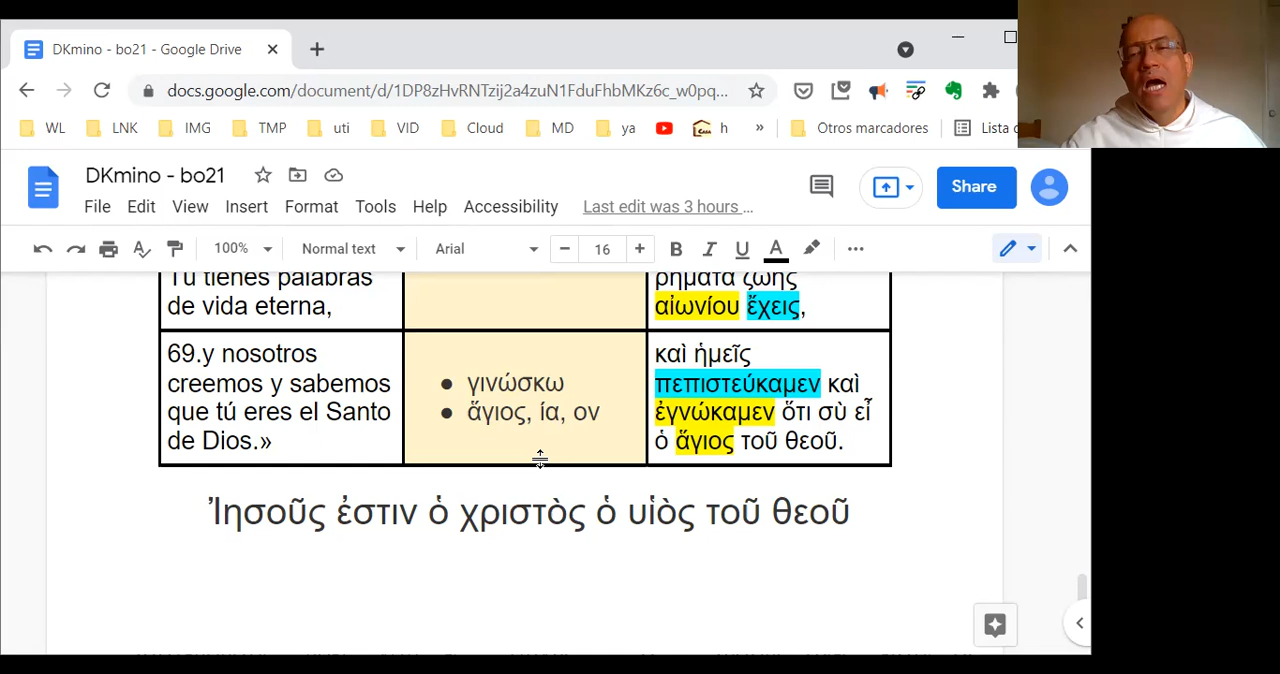 DKmino - bo21 - Google Drive
docs.google.com/document/d/1DP8zHvRNTzij2a4zuN1FduFhbMKz6c_w0pq...
WL LNK IMG TMP uti VID Cloud MD ya h » Otros marcadores Lista
DKmino - bo21
File Edit View Insert Format Tools Help Accessibility Last edit was 3 hours ...
Share
100% Normal text Arial 16 B I U A
Tú tienes palabras
de vida eterna,
ῥήματα ζωῆς
αἰωνίου ἔχεις,
69.y nosotros
creemos y sabemos
que tú eres el Santo
de Dios.»
● γινώσκω
● ἅγιος, ία, ον
καὶ ἡμεῖς
πεπιστεύκαμεν καὶ
ἐγνώκαμεν ὅτι σὺ εἶ
ὁ ἅγιος τοῦ θεοῦ.
Ἰησοῦς ἐστιν ὁ χριστὸς ὁ υἱὸς τοῦ θεοῦ